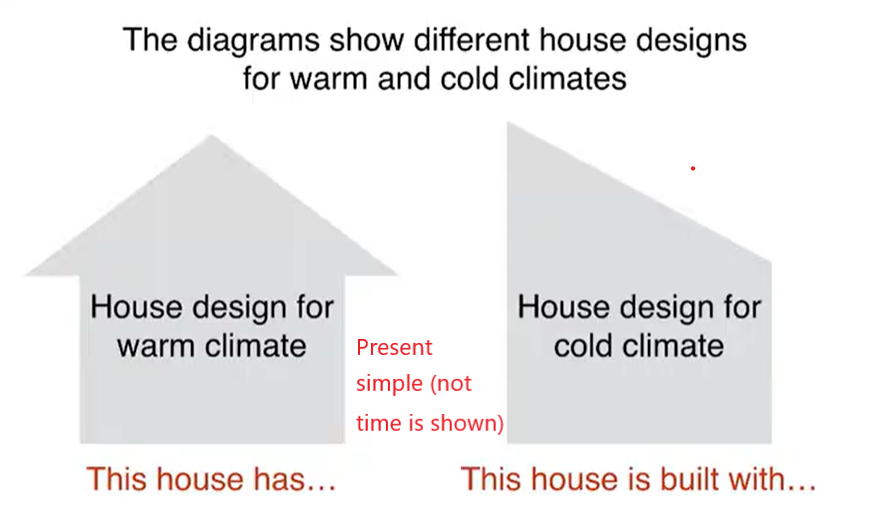 The diagrams show different house designs
for warm and cold climates
House design for
warm climate
Present
simple (not
time is shown)
House design for
cold climate
This house has...
This house is built with...